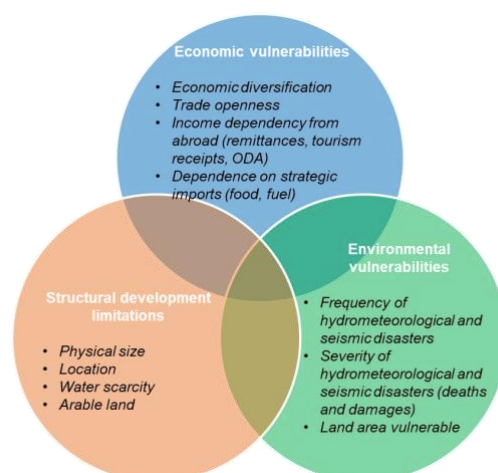 Economic vulnerabilities
• Economic diversification
• Trade openness
• Income dependency from
abroad (remittances, tourism
receipts, ODA)
• Dependence on strategic
imports (food, fuel)
Structural development
limitations
• Physical size
• Location
• Water scarcity
• Arable land
Environmental
vulnerabilities
• Frequency of
hydrometeorological and
seismic disasters
• Severity of
hydrometeorological and
seismic disasters (deaths
and damages)
• Land area vulnerable